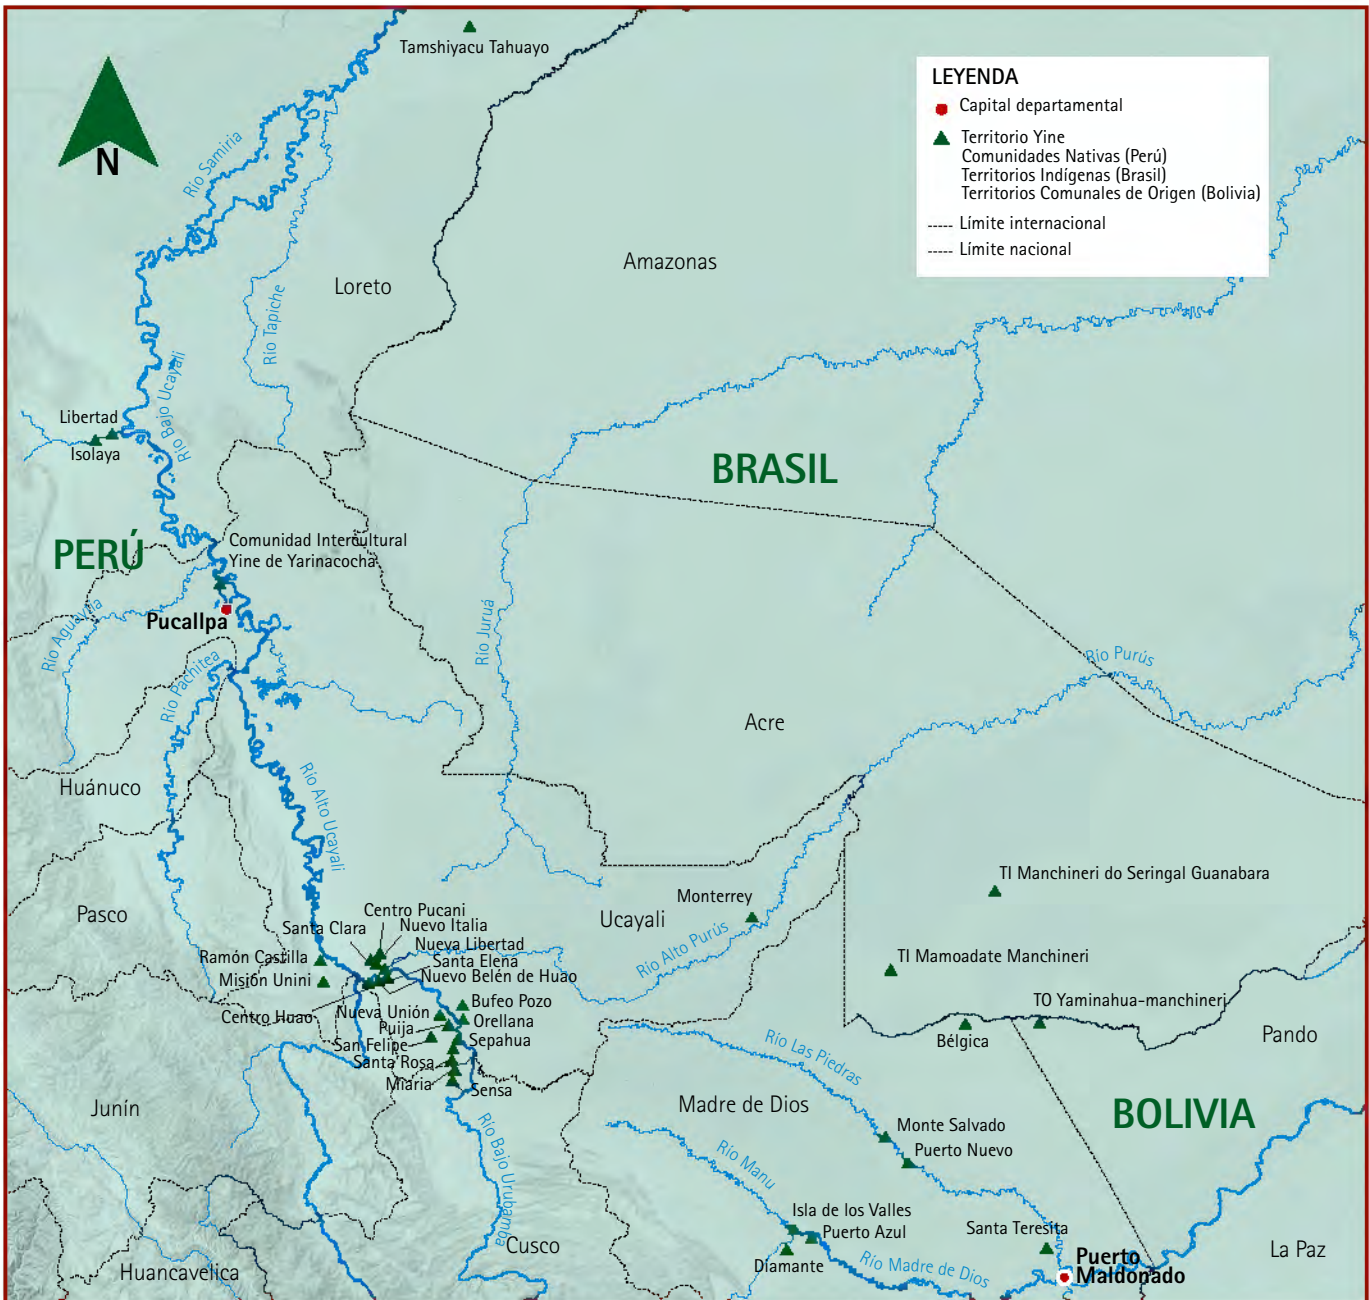 Tamshiyacu Tahuayo
N
LEYENDA
Capital departamental
Territorio Yine
Comunidades Nativas (Perú)
Territorios Indígenas (Brasil)
Territorios Comunales de Origen (Bolivia)
Límite internacional
Límite nacional
Río Samiria
Loreto
Amazonas
Río Tapiche
Río Bajo Ucayali
Libertad
Isolaya
BRASIL
PERÚ
Comunidad Intercultural
Yine de Yarinacocha
Pucallpa
Río Aguaytía
Río Pachitea
Río Juruá
Río Purús
Acre
Huánuco
Río Alto Ucayali
Pasco
TI Manchineri do Seringal Guanabara
Monterrey
Ucayali
Río Alto Purús
Centro Pucani
Santa Clara
Nuevo Italia
Nueva Libertad
Ramón Castilla
Santa Elena
Misión Unini
Nuevo Belén de Huao
TI Mamoadate Manchineri
TO Yaminahua-manchineri
Bufeo Pozo
Centro Huao
Nueva Unión
Orellana
Puija
Sepahua
San Felipe
Santa Rosa
Miaria
Sensa
Bélgica
Pando
Río Las Piedras
Junín
Madre de Dios
BOLIVIA
Monte Salvado
Puerto Nuevo
Río Bajo Urubamba
Río Manu
Isla de los Valles
Puerto Azul
Santa Teresita
Cusco
Diamante
Río Madre de Dios
Puerto
Maldonado
La Paz
Huancavelica